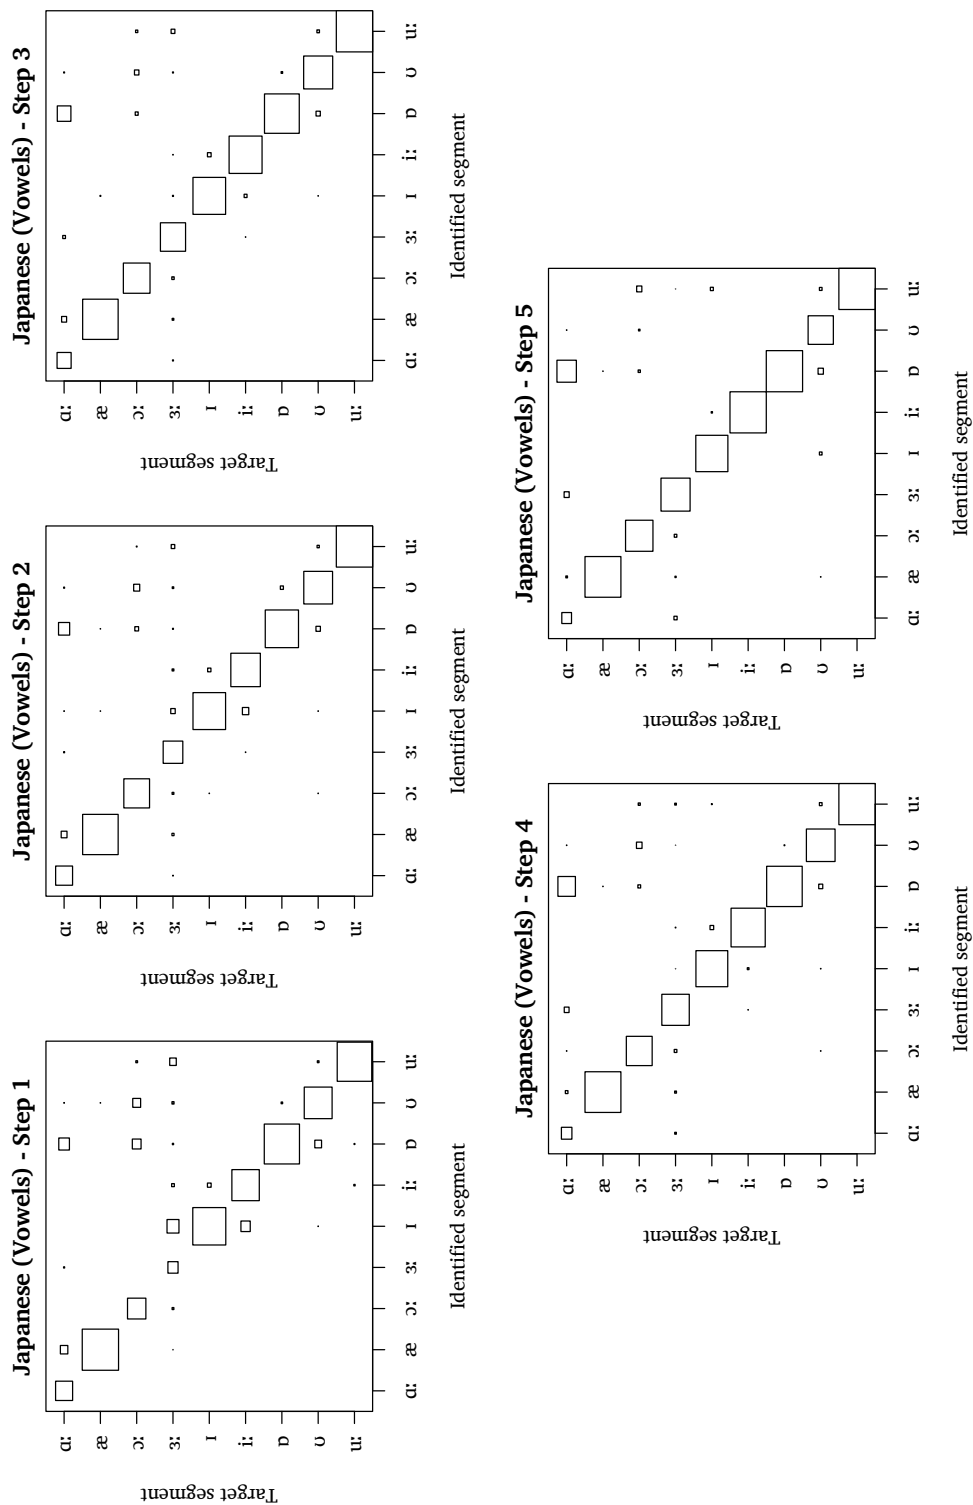 Japanese (Vowels) - Step 1
Target segment
ɑː æ ɔː ɜː ɪ iː ɒ ʊ uː
ɑː æ ɔː ɜː ɪ iː ɒ ʊ uː
Identified segment
Japanese (Vowels) - Step 2
Target segment
ɑː æ ɔː ɜː ɪ iː ɒ ʊ uː
ɑː æ ɔː ɜː ɪ iː ɒ ʊ uː
Identified segment
Japanese (Vowels) - Step 3
Target segment
ɑː æ ɔː ɜː ɪ iː ɒ ʊ uː
ɑː æ ɔː ɜː ɪ iː ɒ ʊ uː
Identified segment
Japanese (Vowels) - Step 4
Target segment
ɑː æ ɔː ɜː ɪ iː ɒ ʊ uː
ɑː æ ɔː ɜː ɪ iː ɒ ʊ uː
Identified segment
Japanese (Vowels) - Step 5
Target segment
ɑː æ ɔː ɜː ɪ iː ɒ ʊ uː
ɑː æ ɔː ɜː ɪ iː ɒ ʊ uː
Identified segment